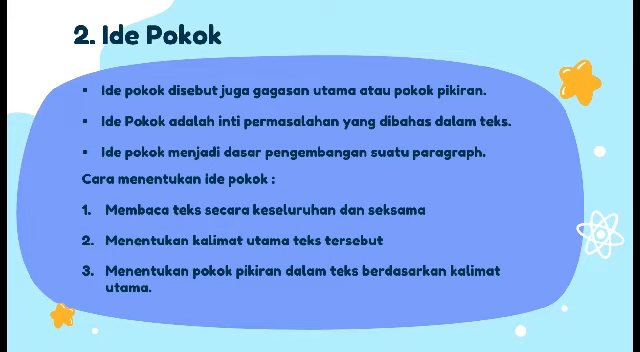 2. Ide Pokok
▪ Ide pokok disebut juga gagasan utama atau pokok pikiran.
▪ Ide Pokok adalah inti permasalahan yang dibahas dalam teks.
▪ Ide pokok menjadi dasar pengembangan suatu paragraph.
Cara menentukan ide pokok :
1. Membaca teks secara keseluruhan dan seksama
2. Menentukan kalimat utama teks tersebut
3. Menentukan pokok pikiran dalam teks berdasarkan kalimat
utama.